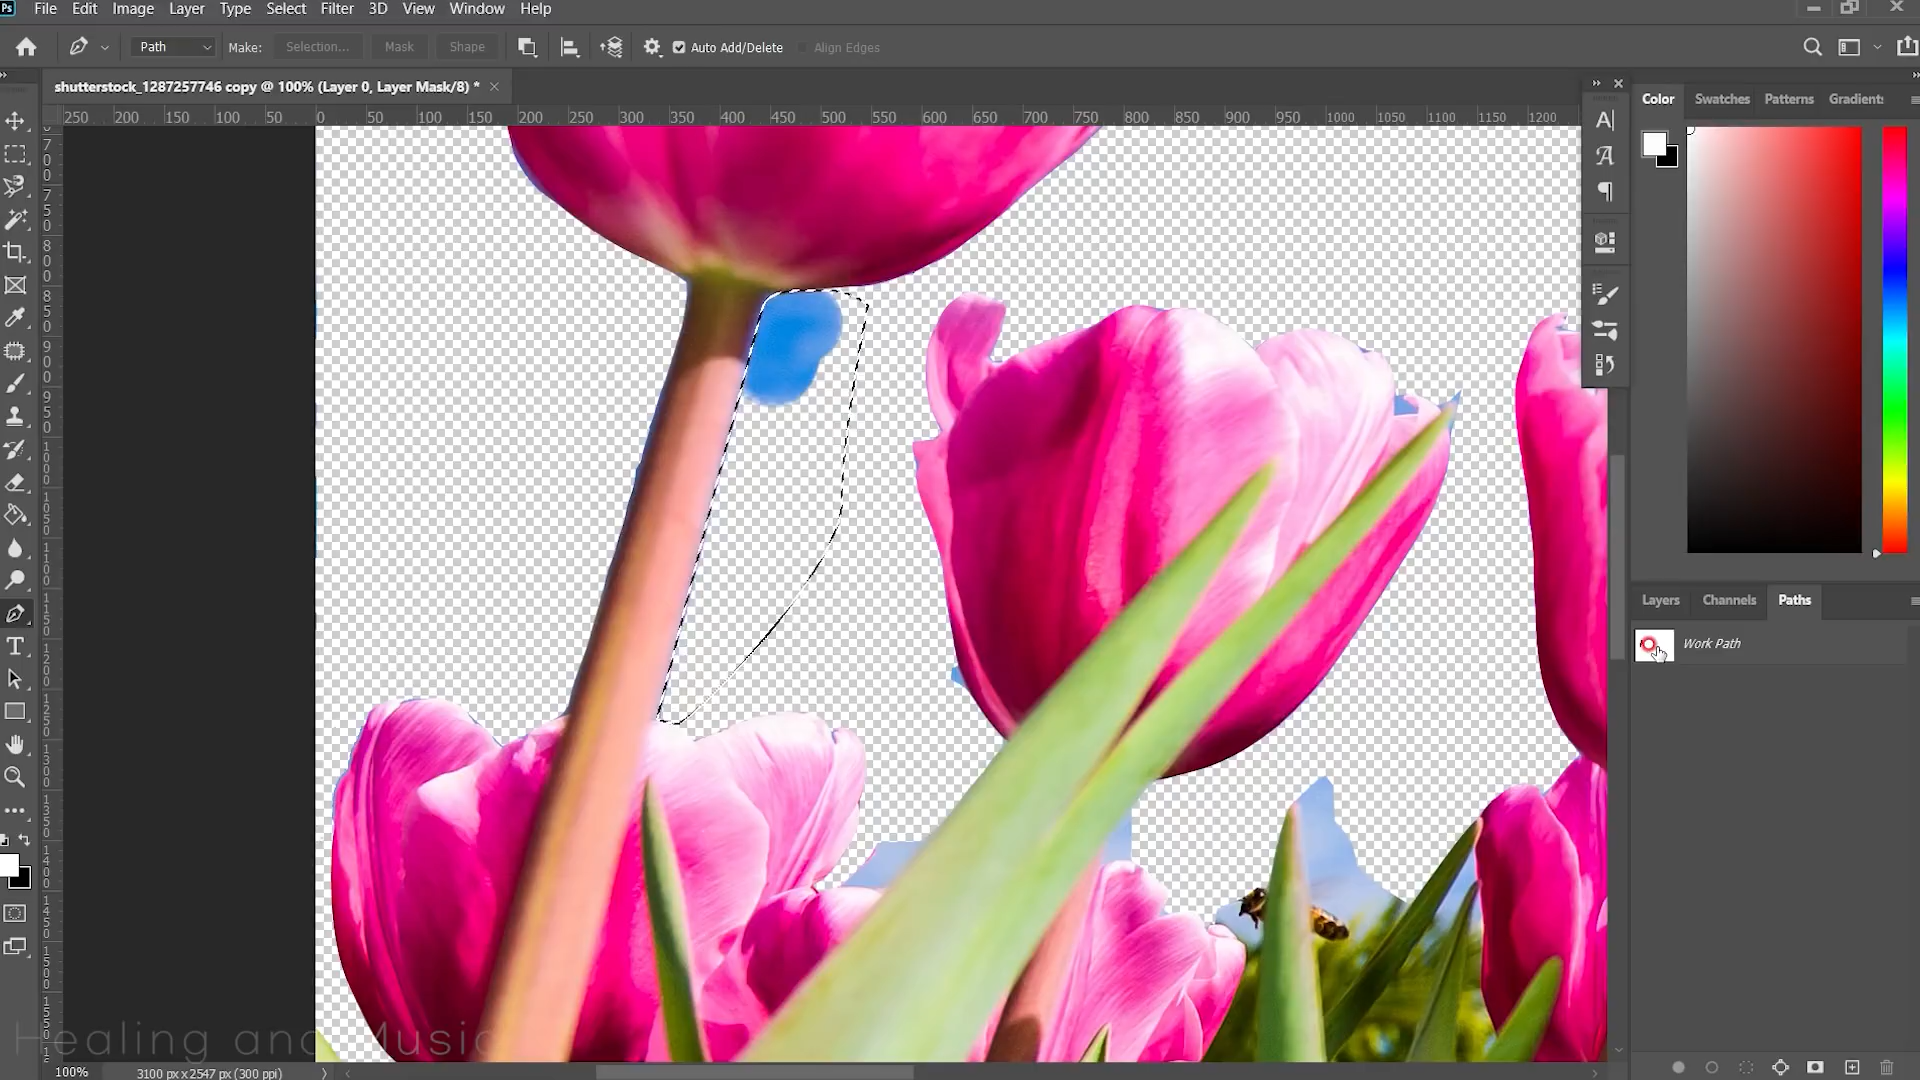 Ps File Edit Image Layer Type Select Filter 3D View Window Help
Path Make: Selection... Mask Shape Auto Add/Delete Align Edges
shutterstock_1287257746 copy @ 100% (Layer 0, Layer Mask/8) *
Color Swatches Patterns Gradient
250 200 150 100 50 0 50 100 150 200 250 300 350 400 450 500 550 600 650 700 750 800 850 900 950 1000 1050 1100 1150 1200
Layers Channels Paths
Work Path
Healing and Music
100% 3100 px x 2547 px (300 ppi)